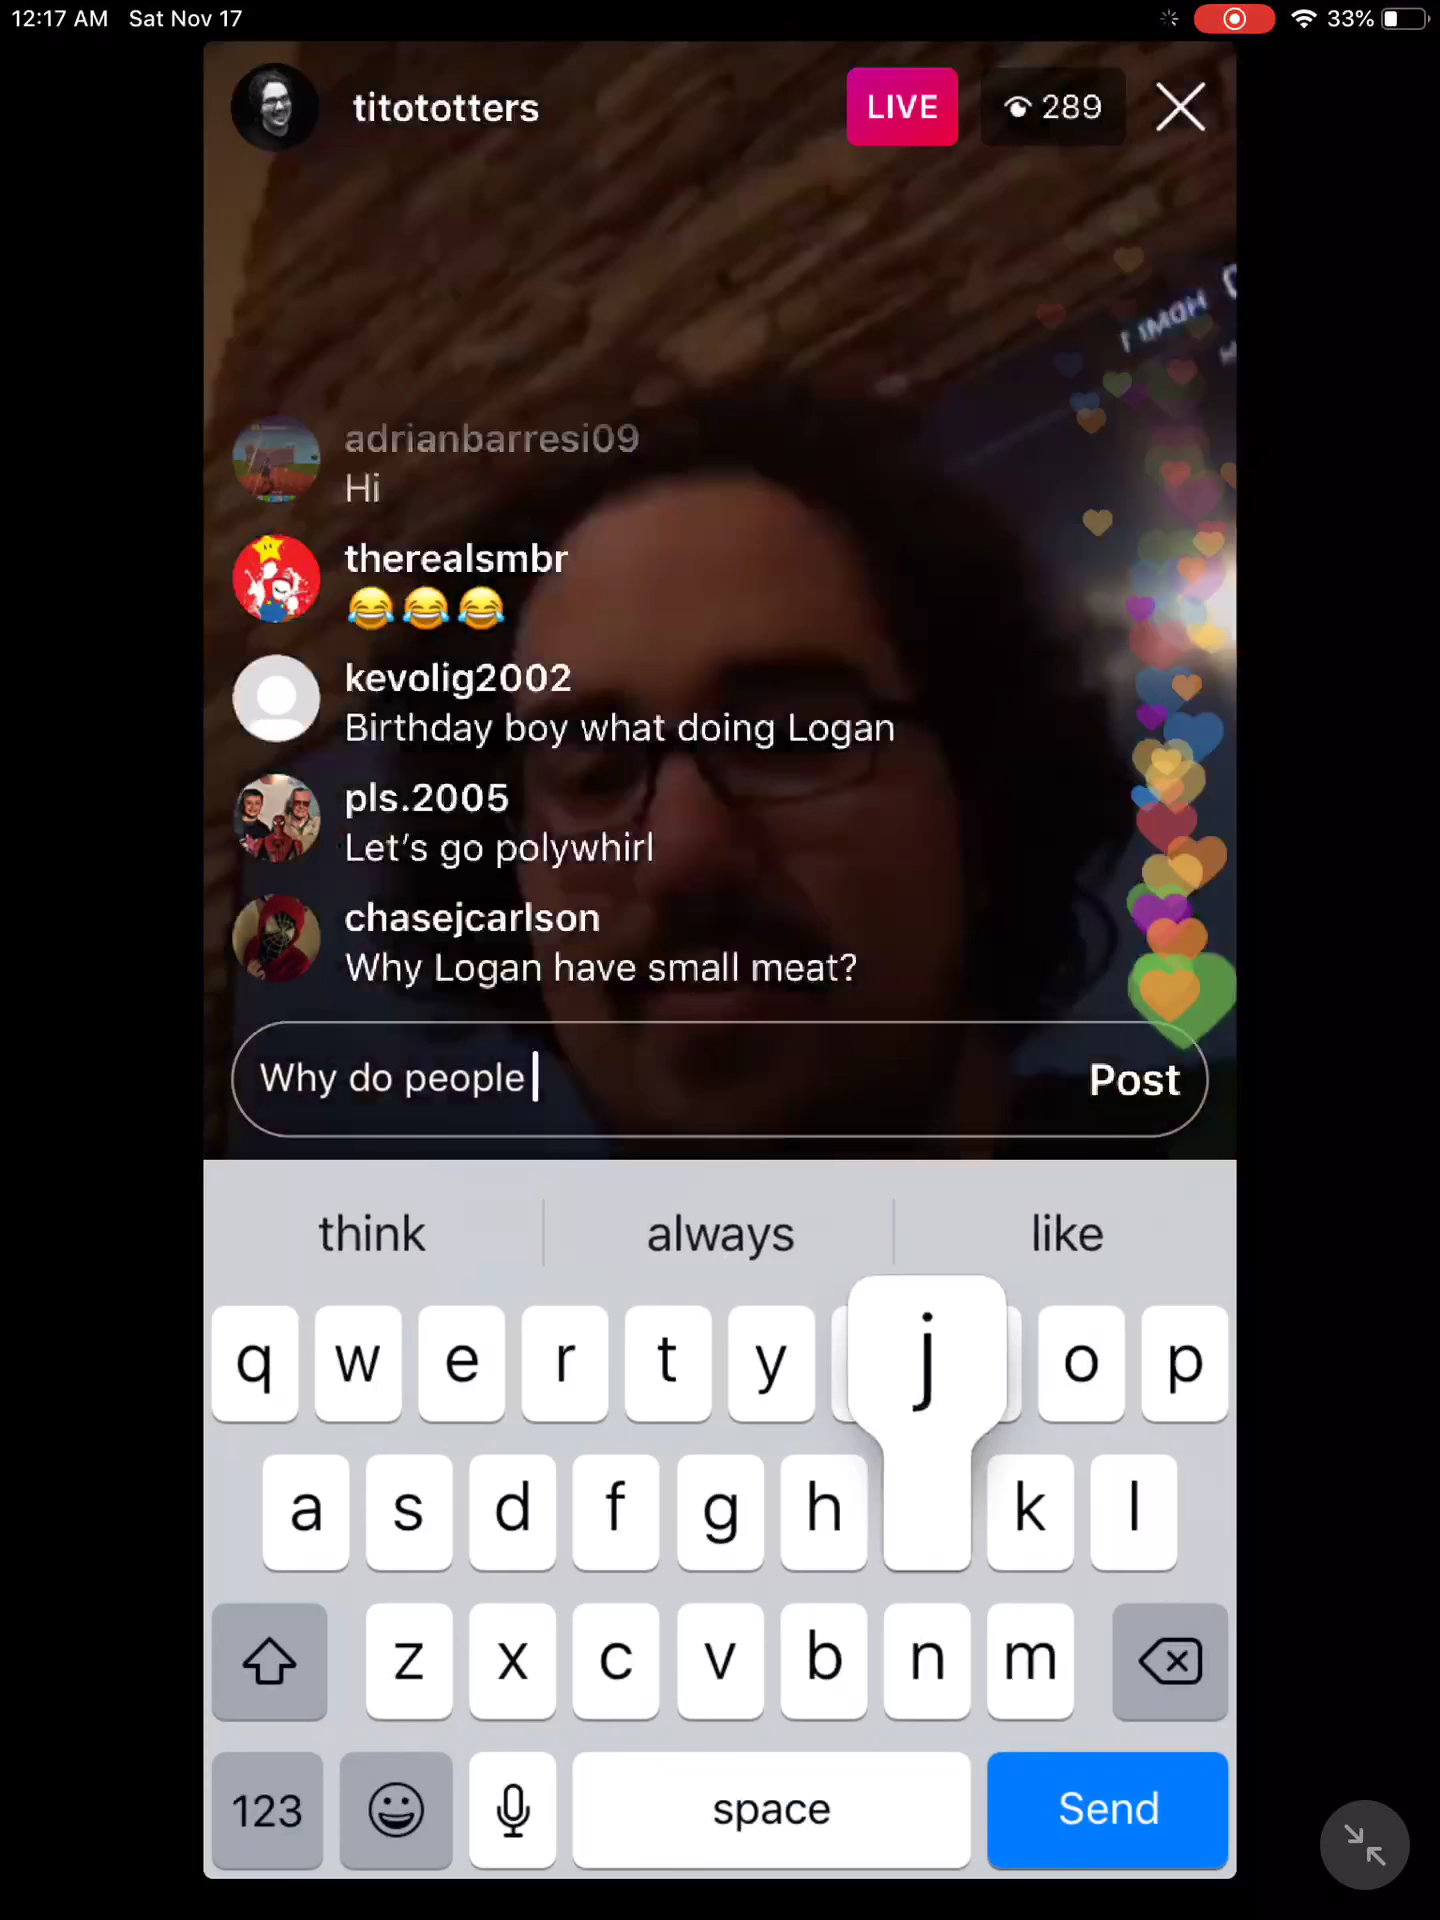 12:17 AM Sat Nov 17 33%
titototters LIVE 289
adrianbarresi09
Hi
therealsmbr
😂😂😂
kevolig2002
Birthday boy what doing Logan
pls.2005
Let's go polywhirl
chasejcarlson
Why Logan have small meat?
Why do people Post
think always like
q w e r t y j o p
a s d f g h k l
z x c v b n m
123 space Send